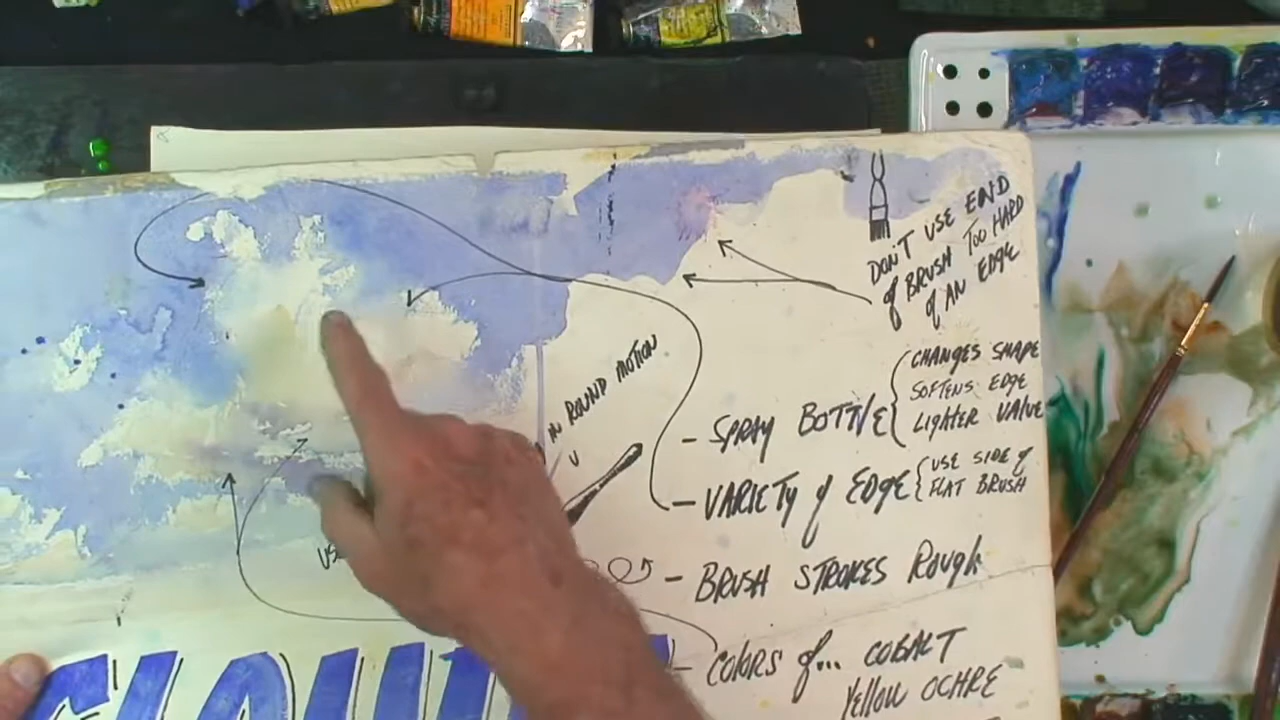 DON'T USE END
of BRUSH TOO HARD
of AN EDGE
IN ROUND MOTION
U
- SPRAY BOTTLE { CHANGES SHAPE
SOFTENS EDGE
LIGHTER VALUE
- VARIETY of EDGE { USE SIDE of
FLAT BRUSH
US
- BRUSH STROKES ROUGH
- COLORS of... COBALT
YELLOW OCHRE